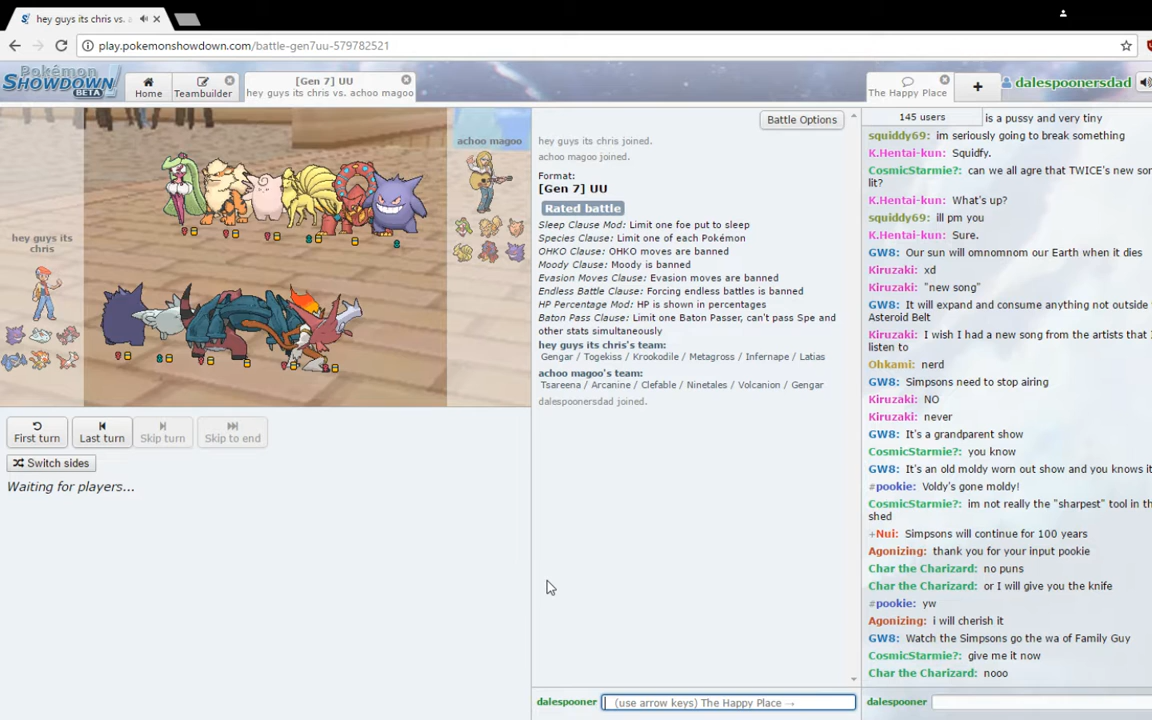 hey guys its chris vs. a
play.pokemonshowdown.com/battle-gen7uu-579782521
Pokémon
SHOWDOWN
BETA
Home
Teambuilder
[Gen 7] UU
hey guys its chris vs. achoo magoo
The Happy Place
+
dalespoonersdad
achoo magoo
hey guys its
chris
Battle Options
hey guys its chris joined.
achoo magoo joined.
Format:
[Gen 7] UU
Rated battle
Sleep Clause Mod: Limit one foe put to sleep
Species Clause: Limit one of each Pokémon
OHKO Clause: OHKO moves are banned
Moody Clause: Moody is banned
Evasion Moves Clause: Evasion moves are banned
Endless Battle Clause: Forcing endless battles is banned
HP Percentage Mod: HP is shown in percentages
Baton Pass Clause: Limit one Baton Passer, can't pass Spe and
other stats simultaneously
hey guys its chris's team:
Gengar / Togekiss / Krookodile / Metagross / Infernape / Latias
achoo magoo's team:
Tsareena / Arcanine / Clefable / Ninetales / Volcanion / Gengar
dalespoonersdad joined.
First turn
Last turn
Skip turn
Skip to end
Switch sides
Waiting for players...
dalespooner
(use arrow keys) The Happy Place →
145 users
is a pussy and very tiny
squiddy69: im seriously going to break something
K.Hentai-kun: Squidfy.
CosmicStarmie?: can we all agree that TWICE's new sor
lit?
K.Hentai-kun: What's up?
squiddy69: ill pm you
K.Hentai-kun: Sure.
GW8: Our sun will omnomnom our Earth when it dies
Kiruzaki: xd
Kiruzaki: "new song"
GW8: It will expand and consume anything not outside
Asteroid Belt
Kiruzaki: I wish I had a new song from the artists that I
listen to
Ohkami: nerd
GW8: Simpsons need to stop airing
Kiruzaki: NO
Kiruzaki: never
GW8: It's a grandparent show
CosmicStarmie?: you know
GW8: It's an old moldy worn out show and you knows it
#pookie: Voldy's gone moldy!
CosmicStarmie?: im not really the "sharpest" tool in the
shed
+Nui: Simpsons will continue for 100 years
Agonizing: thank you for your input pookie
Char the Charizard: no puns
Char the Charizard: or I will give you the knife
#pookie: yw
Agonizing: i will cherish it
GW8: Watch the Simpsons go the wa of Family Guy
CosmicStarmie?: give me it now
Char the Charizard: nooo
dalespooner